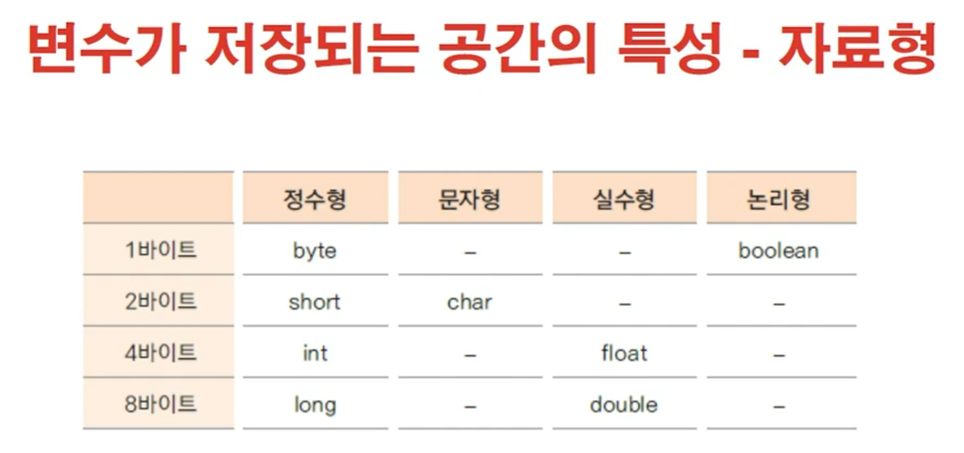 변수가 저장되는 공간의 특성 - 자료형
정수형 문자형 실수형 논리형
1바이트 byte – – boolean
2바이트 short char – –
4바이트 int – float –
8바이트 long – double –